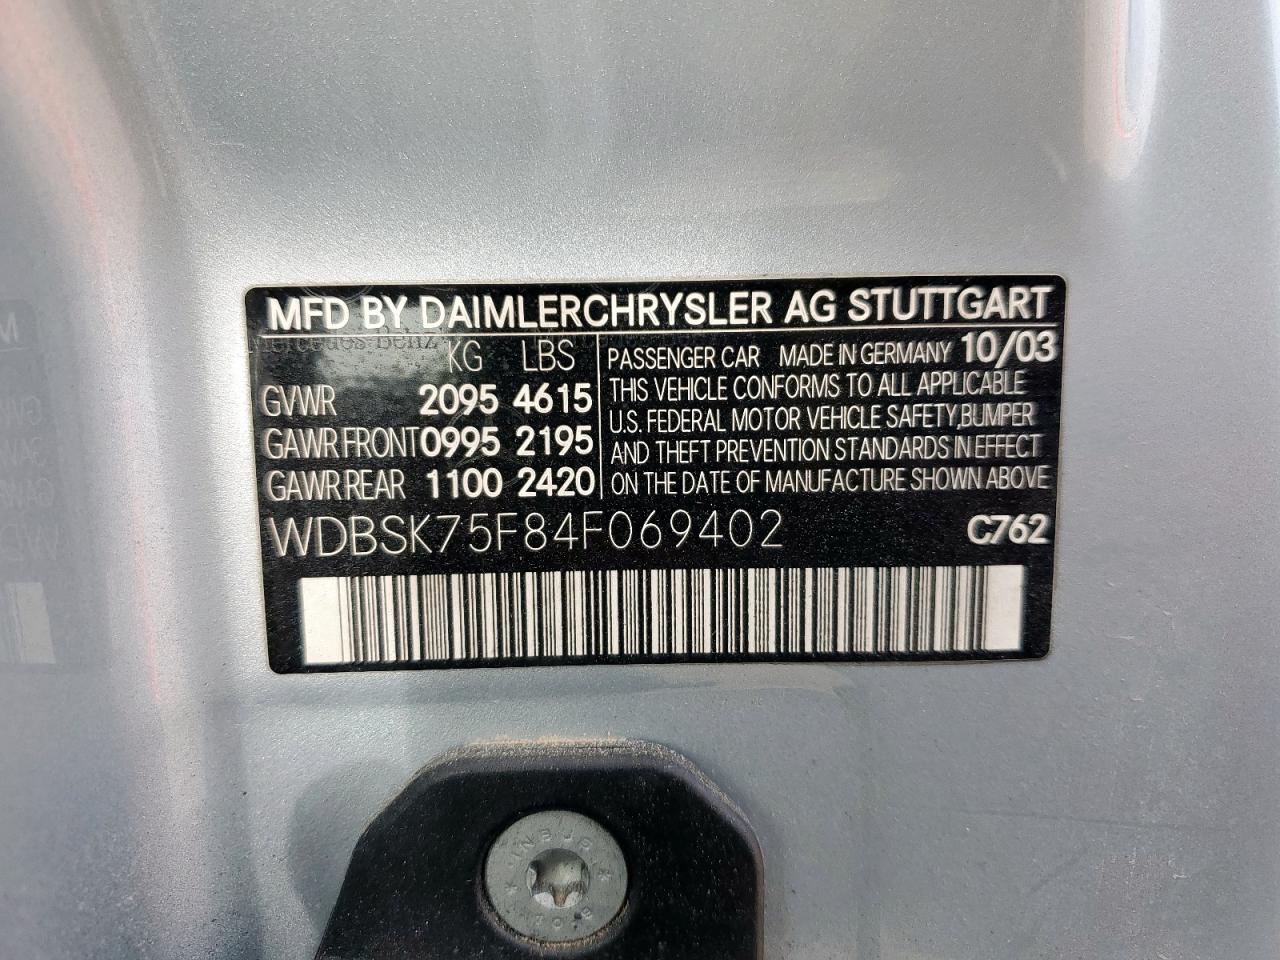 MFD BY DAIMLERCHRYSLER AG STUTTGART
Mercedes Benz
KG LBS
GVWR 2095 4615
GAWR FRONT 0995 2195
GAWR REAR 1100 2420
PASSENGER CAR MADE IN GERMANY 10/03
THIS VEHICLE CONFORMS TO ALL APPLICABLE
U.S. FEDERAL MOTOR VEHICLE SAFETY, BUMPER
AND THEFT PREVENTION STANDARDS IN EFFECT
ON THE DATE OF MANUFACTURE SHOWN ABOVE
WDBSK75F84F069402 C762